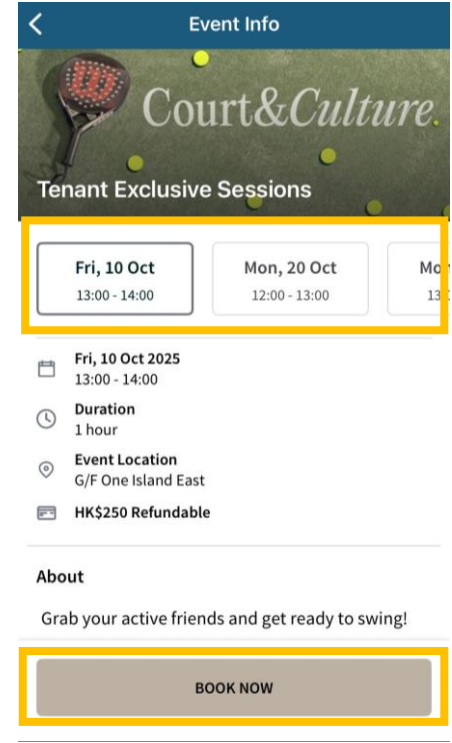 Event Info
Court&Culture.
Tenant Exclusive Sessions
Fri, 10 Oct
13:00 - 14:00
Mon, 20 Oct
12:00 - 13:00
Fri, 10 Oct 2025
13:00 - 14:00
Duration
1 hour
Event Location
G/F One Island East
HK$250 Refundable
About
Grab your active friends and get ready to swing!
BOOK NOW